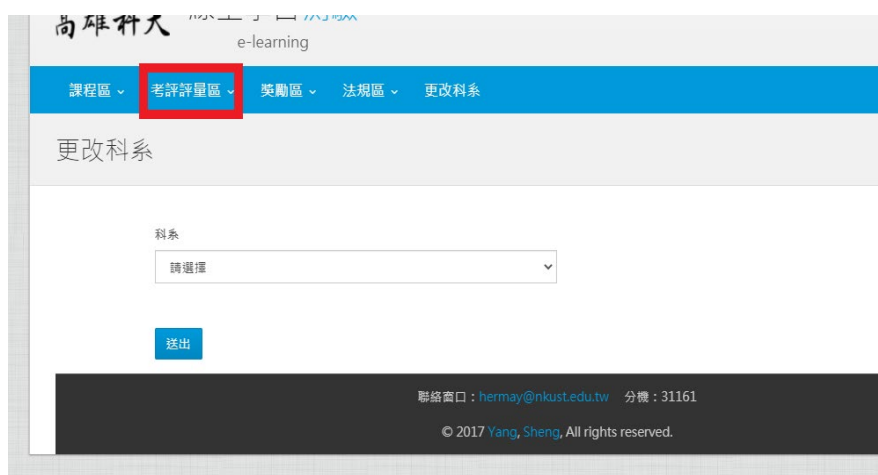 高雄科大
e-learning
課程區 考評評量區 獎勵區 法規區 更改科系
更改科系
科系
請選擇
送出
聯絡窗口：hermay@nkust.edu.tw 分機：31161
© 2017 Yang, Sheng, All rights reserved.